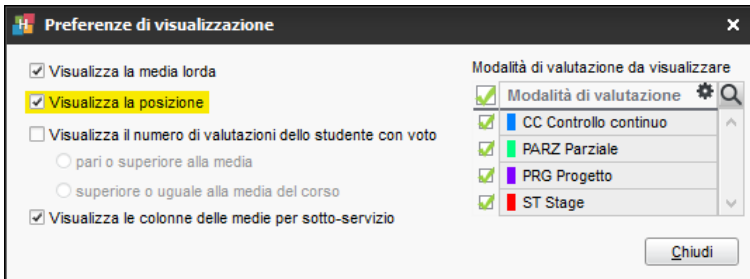 H Preferenze di visualizzazione
Visualizza la media lorda
Visualizza la posizione
Visualizza il numero di valutazioni dello studente con voto
pari o superiore alla media
superiore o uguale alla media del corso
Visualizza le colonne delle medie per sotto-servizio
Modalità di valutazione da visualizzare
Modalità di valutazione
CC Controllo continuo
PARZ Parziale
PRG Progetto
ST Stage
Chiudi